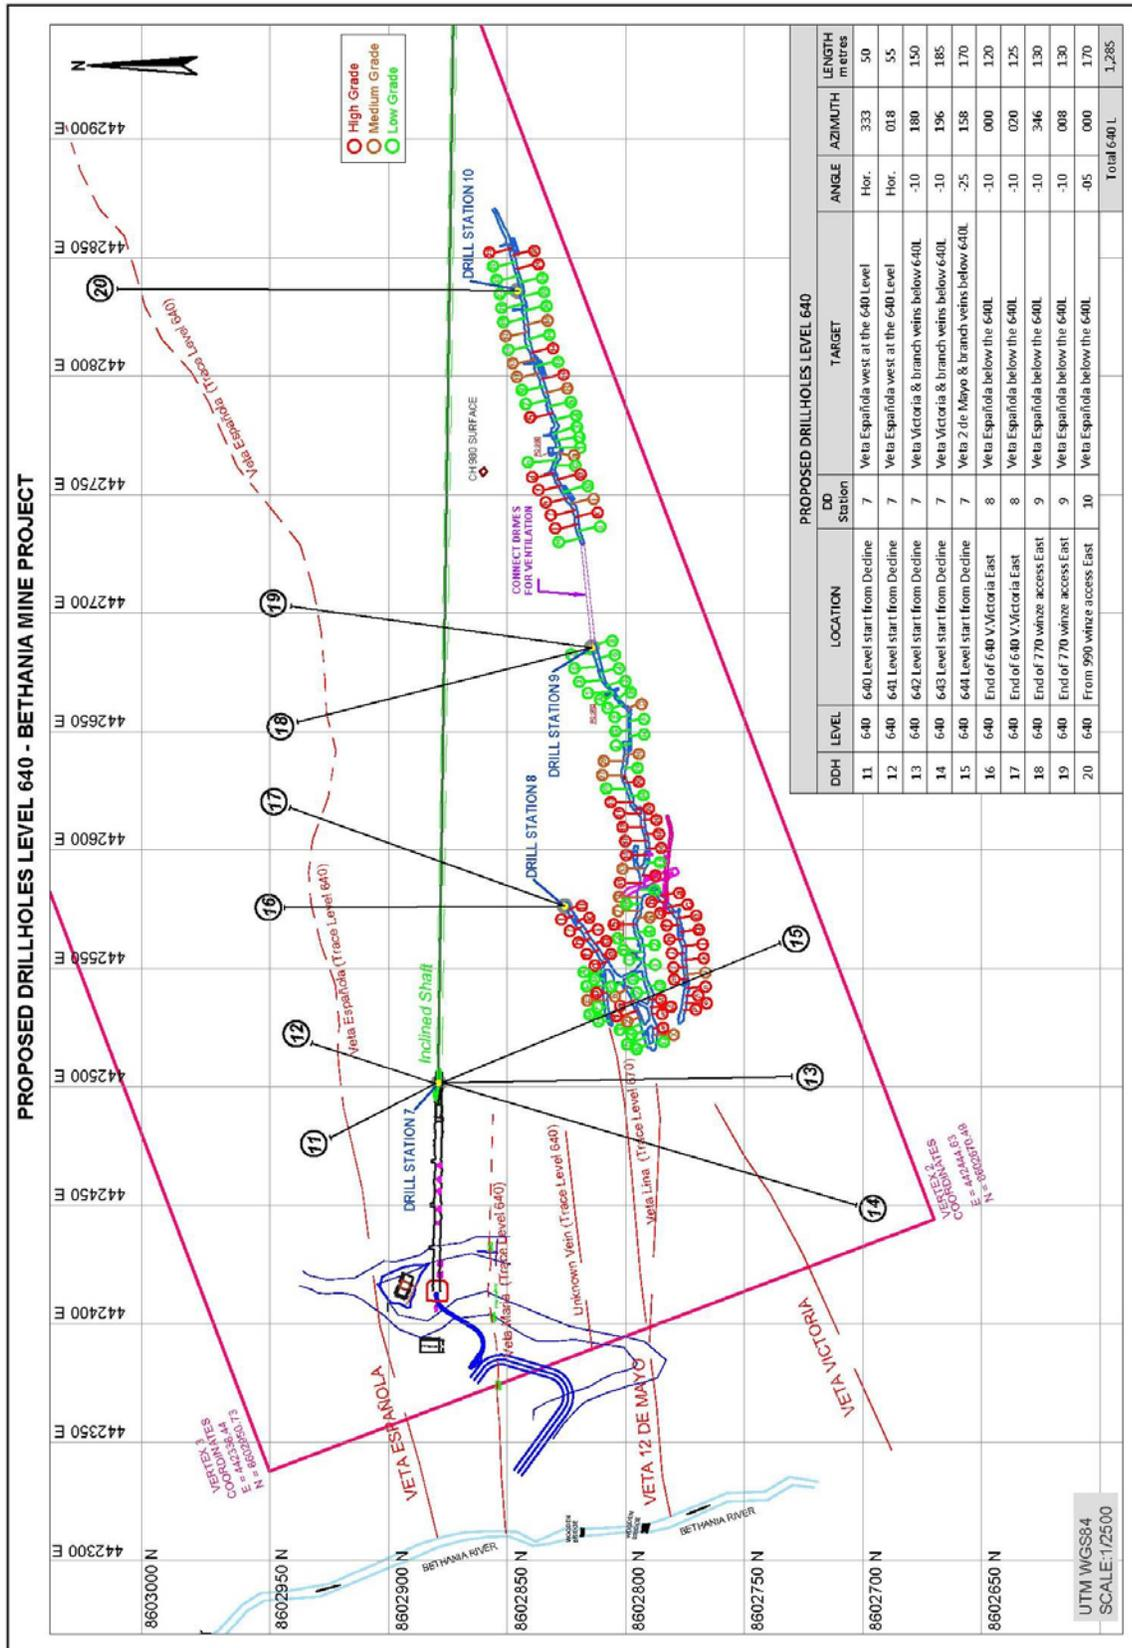 PROPOSED DRILLHOLES LEVEL 640 - BETHANIA MINE PROJECT
N
442300 E
442350 E
442400 E
442450 E
442500 E
442550 E
442600 E
442650 E
442700 E
442750 E
442800 E
442850 E
442900 E
8603000 N
8602950 N
8602900 N
8602850 N
8602800 N
8602750 N
8602700 N
8602650 N
High Grade
Medium Grade
Low Grade
VERTEX 3
COORDINATES
E = 442336.44
N = 8602950.73
VERTEX 2
COORDINATES
E = 442444.63
N = 8602670.49
Veta Española (Trace Level 640)
Veta Española (Trace Level 640)
11
12
13
14
15
16
17
18
19
20
Inclined Shaft
DRILL STATION 7
DRILL STATION 8
DRILL STATION 9
DRILL STATION 10
CH 980 SURFACE
CONNECT DRIVES
FOR VENTILATION
VETA ESPAÑOLA
Veta Maria (Trace Level 640)
Unknown Vein (Trace Level 640)
Veta Lina (Trace Level 670)
VETA 12 DE MAYO
VETA VICTORIA
BETHANIA RIVER
WOODEN
BRIDGE
WOODEN
BRIDGE
BETHANIA RIVER
PROPOSED DRILLHOLES LEVEL 640
DDH LEVEL LOCATION DD Station TARGET ANGLE AZIMUTH LENGTH metres
11 640 640 Level start from Decline 7 Veta Española west at the 640 Level Hor. 333 50
12 640 641 Level start from Decline 7 Veta Española west at the 640 Level Hor. 018 55
13 640 642 Level start from Decline 7 Veta Victoria & branch veins below 640L -10 180 150
14 640 643 Level start from Decline 7 Veta Victoria & branch veins below 640L -10 196 185
15 640 644 Level start from Decline 7 Veta 2 de Mayo & branch veins below 640L -25 158 170
16 640 End of 640 V.Victoria East 8 Veta Española below the 640L -10 000 120
17 640 End of 640 V.Victoria East 8 Veta Española below the 640L -10 020 125
18 640 End of 770 winze access East 9 Veta Española below the 640L -10 346 130
19 640 End of 770 winze access East 9 Veta Española below the 640L -10 008 130
20 640 From 990 winze access East 10 Veta Española below the 640L -05 000 170
Total 640 L 1,285
UTM WGS84
SCALE:1/2500